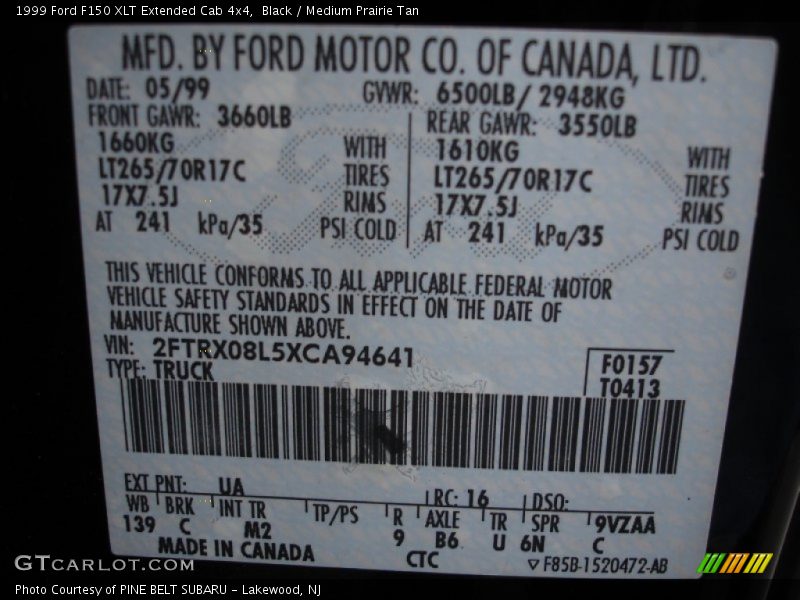 1999 Ford F150 XLT Extended Cab 4x4, Black / Medium Prairie Tan
MFD. BY FORD MOTOR CO. OF CANADA, LTD.
DATE: 05/99 GVWR: 6500LB/ 2948KG
FRONT GAWR: 3660LB REAR GAWR: 3550LB
1660KG WITH 1610KG WITH
LT265/70R17C TIRES LT265/70R17C TIRES
17X7.5J RIMS 17X7.5J RIMS
AT 241 kPa/35 PSI COLD AT 241 kPa/35 PSI COLD
THIS VEHICLE CONFORMS TO ALL APPLICABLE FEDERAL MOTOR
VEHICLE SAFETY STANDARDS IN EFFECT ON THE DATE OF
MANUFACTURE SHOWN ABOVE.
VIN: 2FTRX08L5XCA94641
TYPE: TRUCK
F0157
T0413
EXT PNT: UA RC: 16 DSO:
WB BRK INT TR TP/PS R AXLE TR SPR 9VZAA
139 C M2 9 B6 U 6N C
MADE IN CANADA CTC ▽F85B-1520472-AB
GTCARLOT.COM
Photo Courtesy of PINE BELT SUBARU - Lakewood, NJ